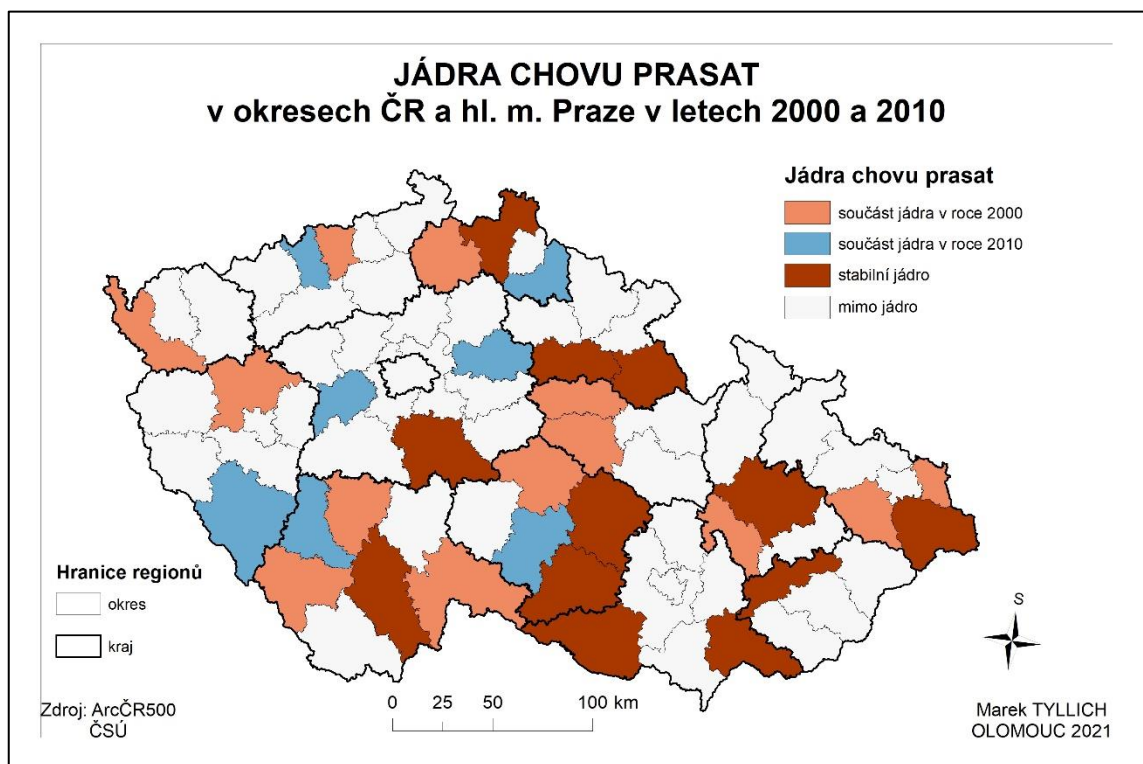 JÁDRA CHOVU PRASAT
v okresech ČR a hl. m. Praze v letech 2000 a 2010
Jádra chovu prasat
součást jádra v roce 2000
součást jádra v roce 2010
stabilní jádro
mimo jádro
Hranice regionů
okres
kraj
S
0 25 50 100 km
Zdroj: ArcČR500
ČSÚ
Marek TYLLICH
OLOMOUC 2021